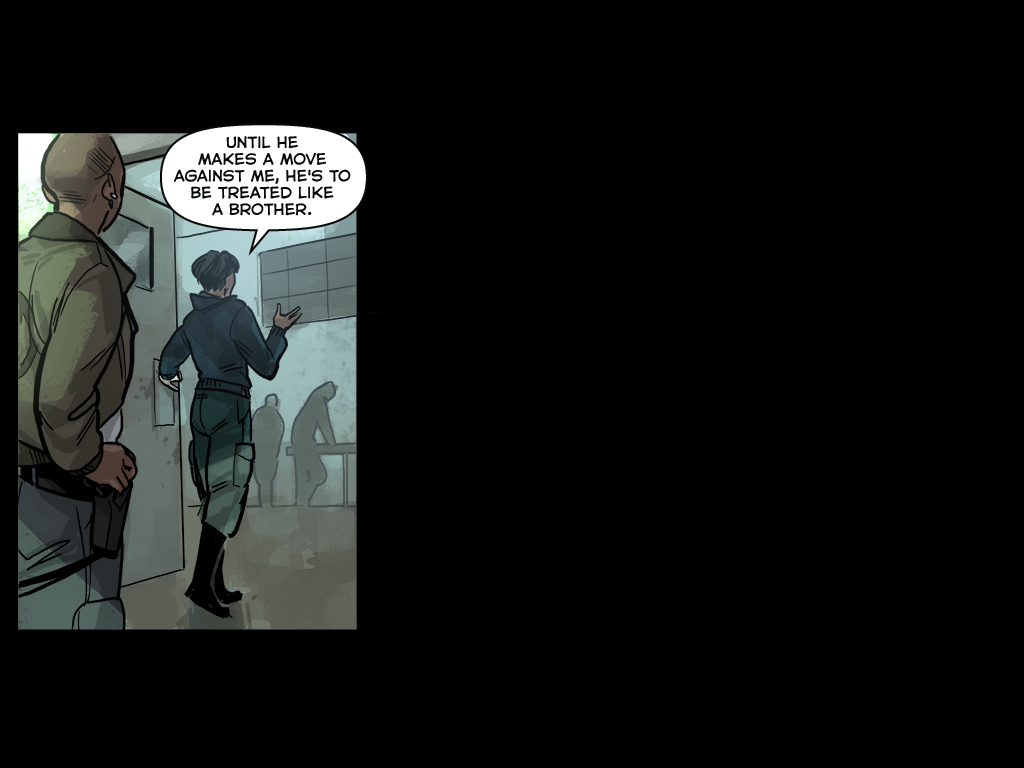 UNTIL HE
MAKES A MOVE
AGAINST ME, HE'S TO
BE TREATED LIKE
A BROTHER.